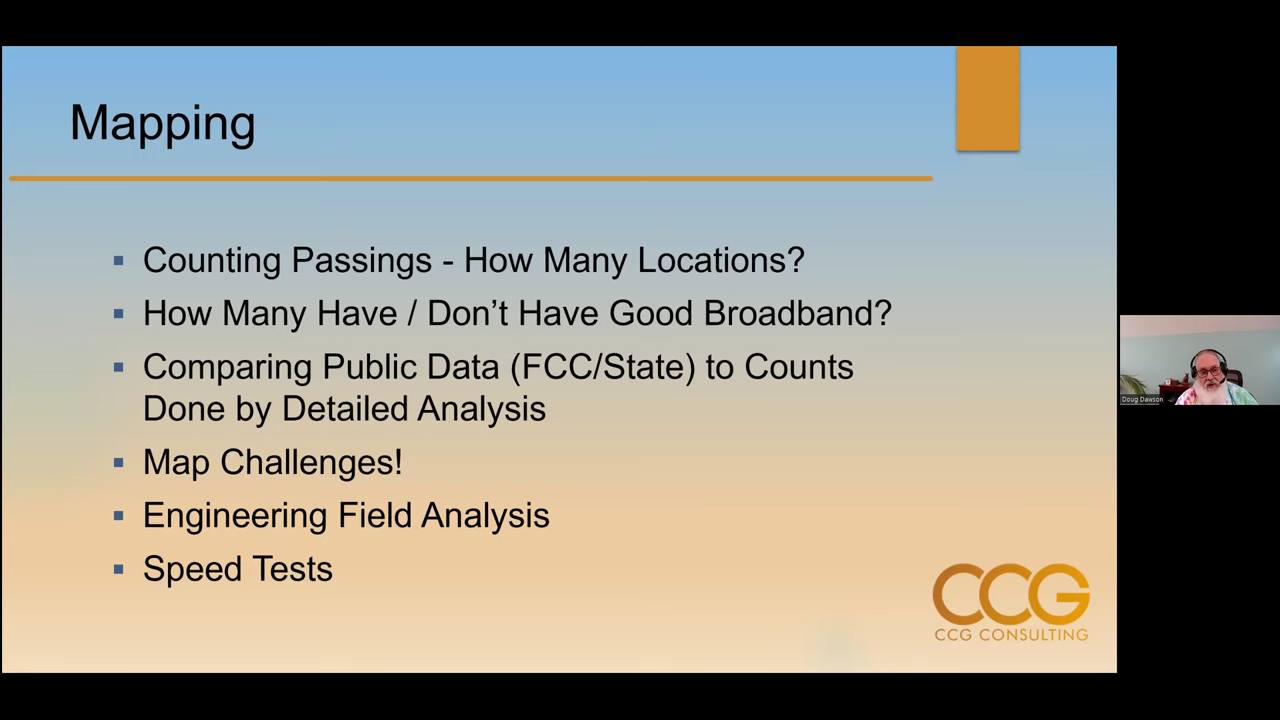 Mapping
Counting Passings - How Many Locations?
How Many Have / Don’t Have Good Broadband?
Comparing Public Data (FCC/State) to Counts
Done by Detailed Analysis
Map Challenges!
Engineering Field Analysis
Speed Tests
CCG
CCG CONSULTING
Doug Dawson